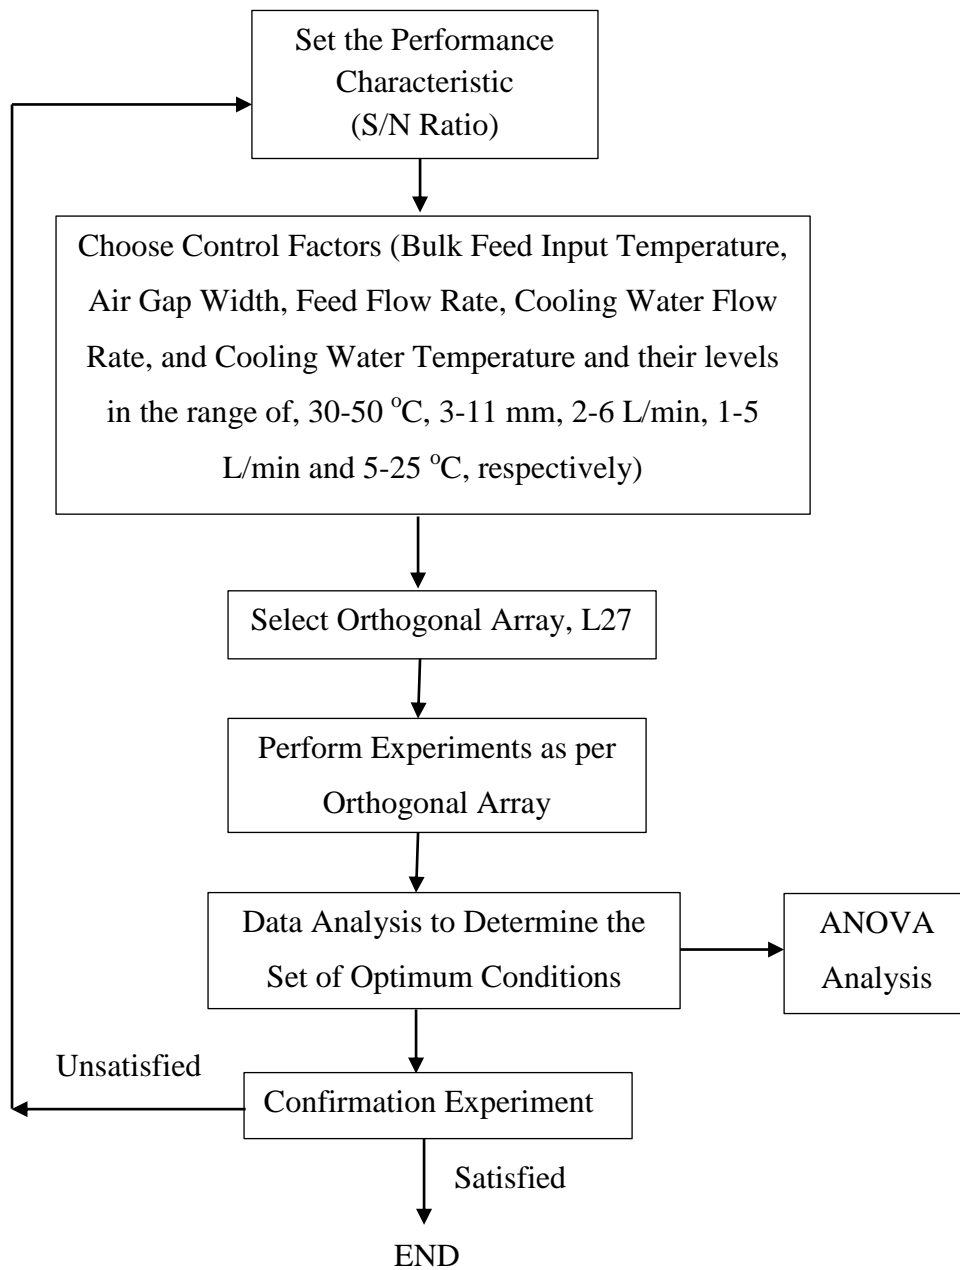 Set the Performance
Characteristic
(S/N Ratio)
Choose Control Factors (Bulk Feed Input Temperature,
Air Gap Width, Feed Flow Rate, Cooling Water Flow
Rate, and Cooling Water Temperature and their levels
in the range of, 30-50 °C, 3-11 mm, 2-6 L/min, 1-5
L/min and 5-25 °C, respectively)
Select Orthogonal Array, L27
Perform Experiments as per
Orthogonal Array
Data Analysis to Determine the
Set of Optimum Conditions
ANOVA
Analysis
Unsatisfied
Confirmation Experiment
Satisfied
END